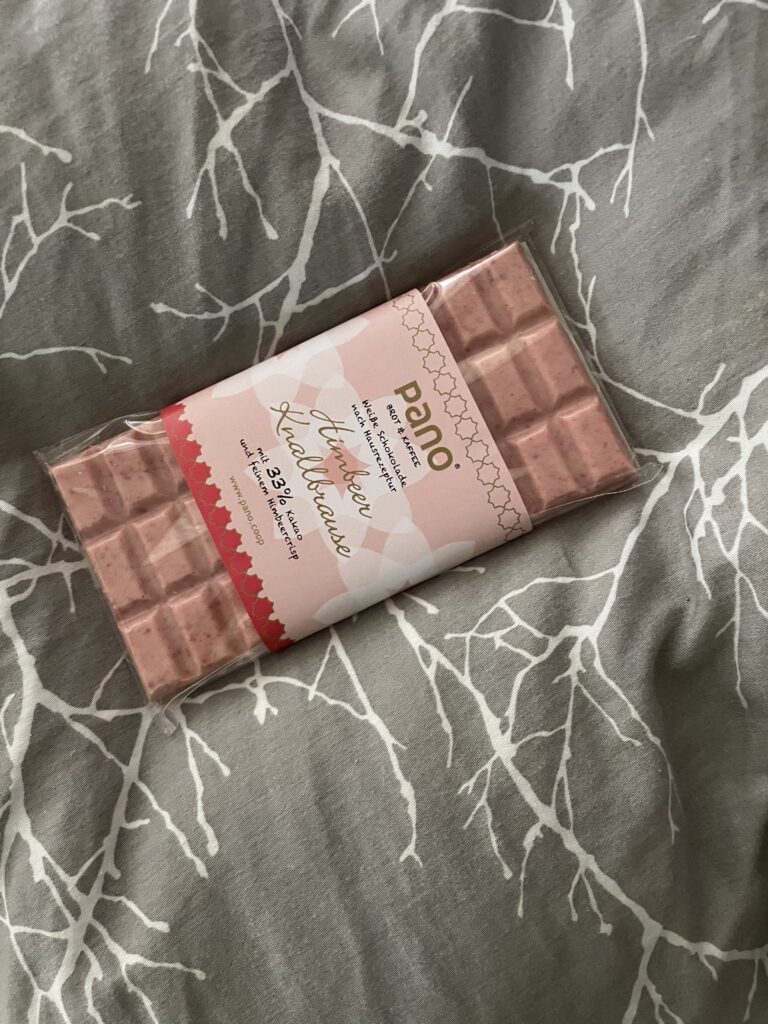 pano®
BROT & KAFFEE
Weiße Schokolade
nach Hausrezeptur
Himbeer
Knallbrause
mit 33% Kakao
und feinem Himbeercrisp
www.pano.coop